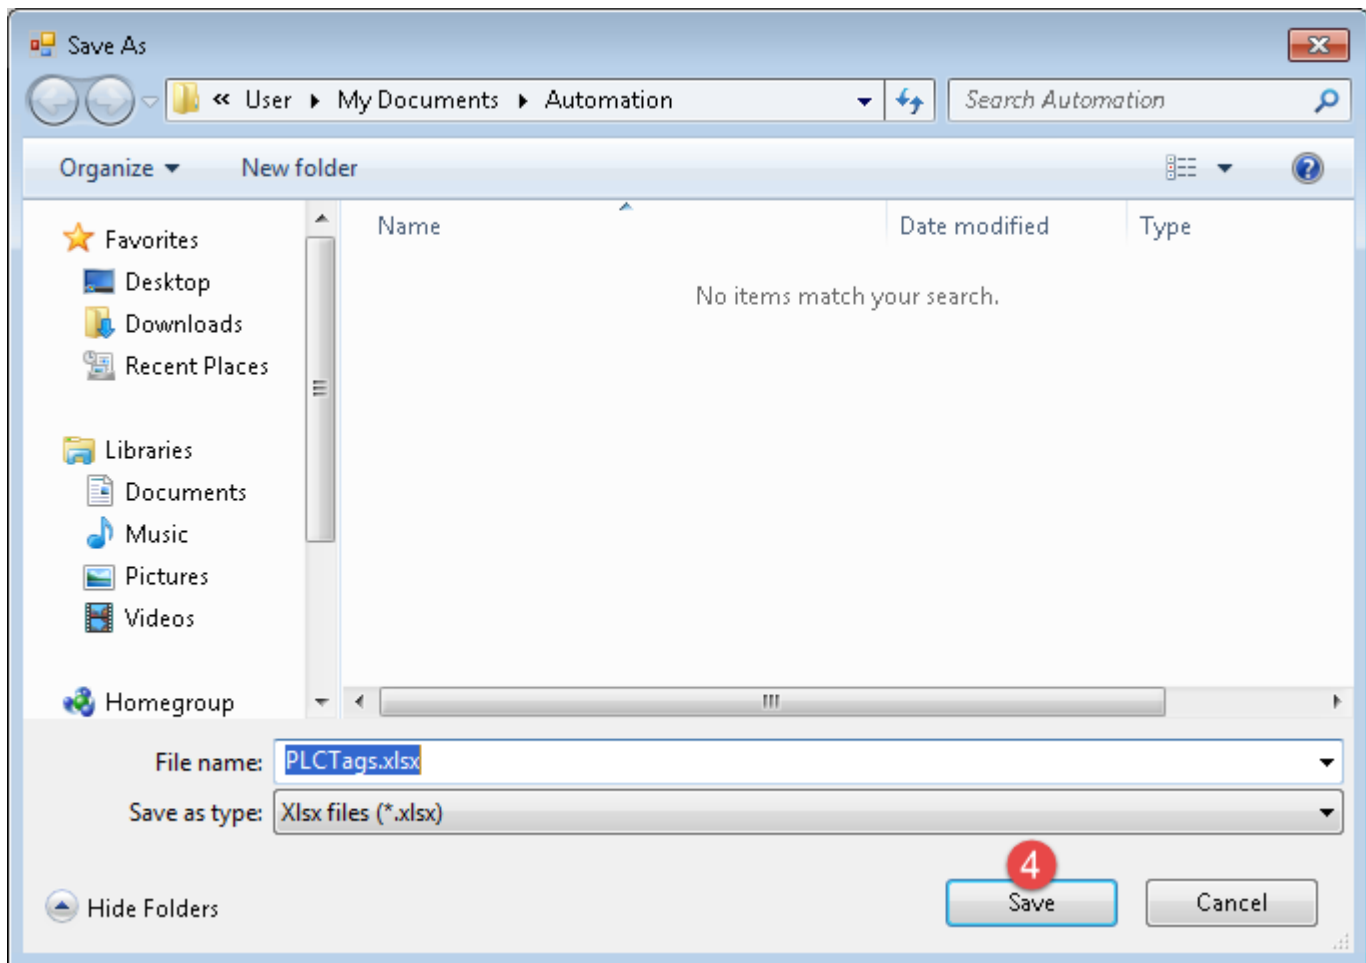 Save As
« User ▸ My Documents ▸ Automation
Search Automation
Organize
New folder
Name
Date modified
Type
No items match your search.
Favorites
Desktop
Downloads
Recent Places
Libraries
Documents
Music
Pictures
Videos
Homegroup
File name: PLCTags.xlsx
Save as type: Xlsx files (*.xlsx)
4
Hide Folders
Save
Cancel